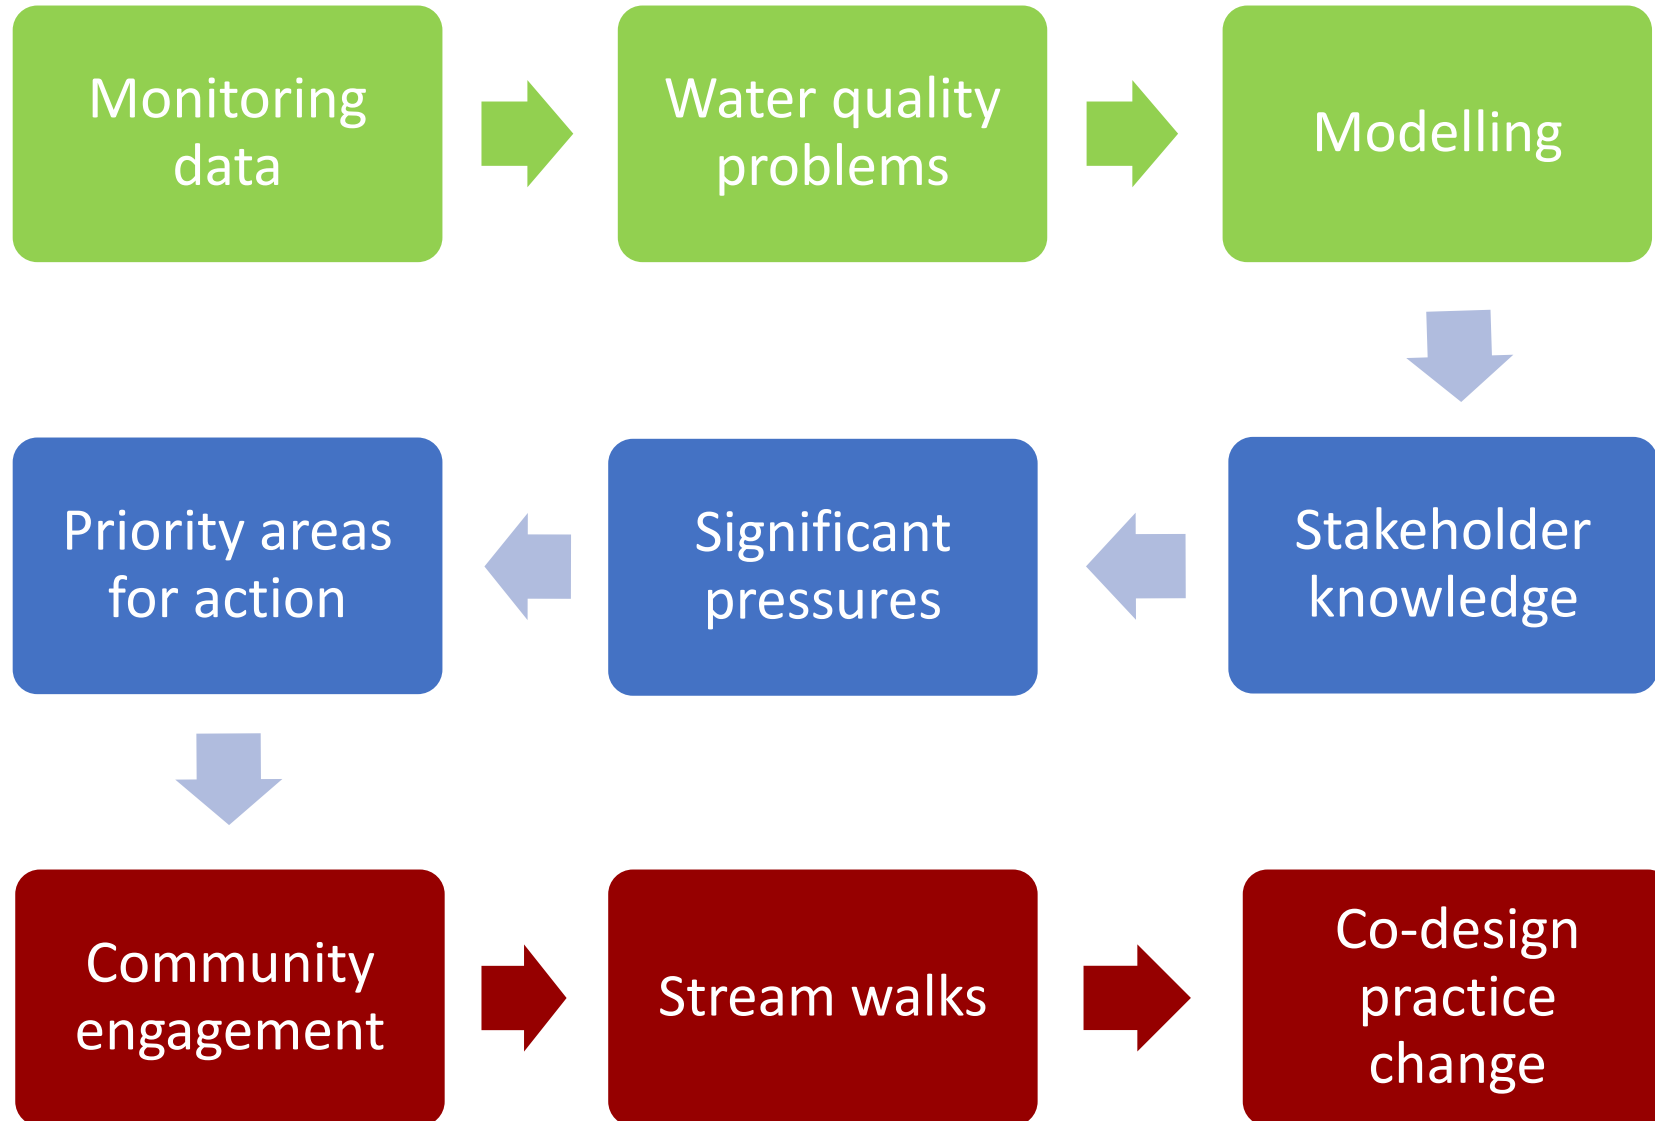 Monitoring
data
Water quality
problems
Modelling
Stakeholder
knowledge
Significant
pressures
Priority areas
for action
Community
engagement
Stream walks
Co-design
practice
change